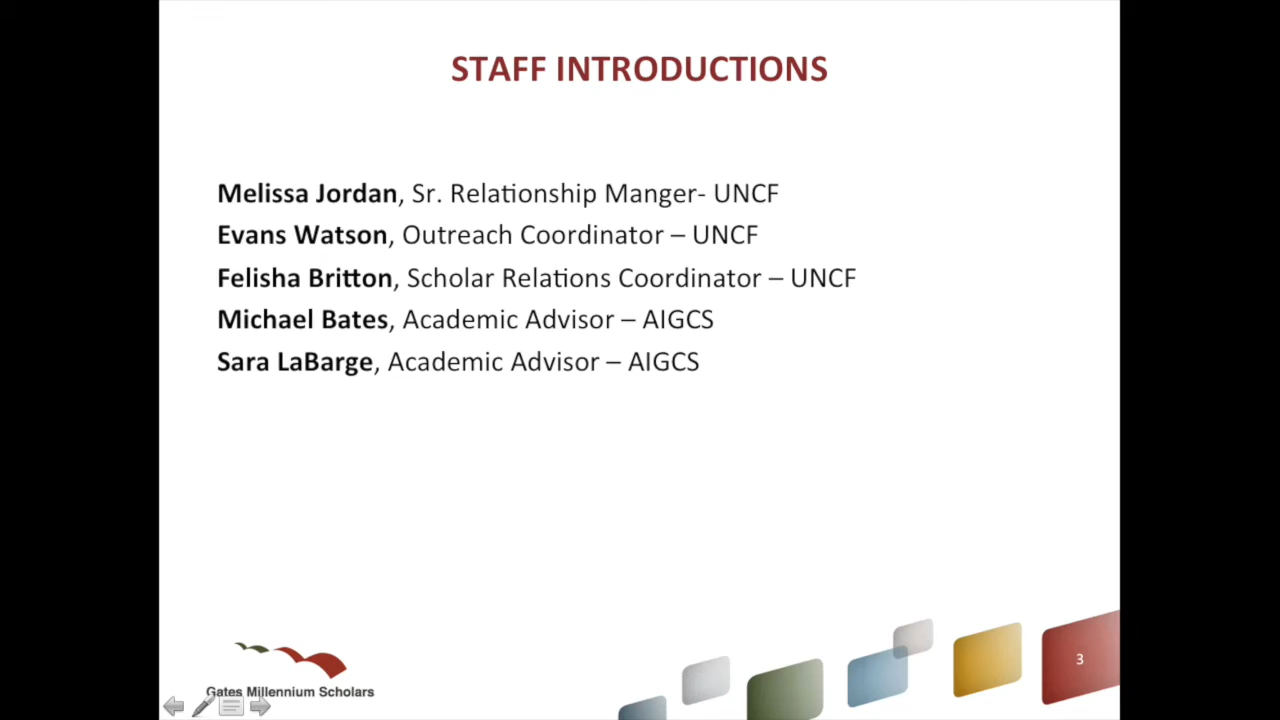 STAFF INTRODUCTIONS
Melissa Jordan, Sr. Relationship Manger- UNCF
Evans Watson, Outreach Coordinator – UNCF
Felisha Britton, Scholar Relations Coordinator – UNCF
Michael Bates, Academic Advisor – AIGCS
Sara LaBarge, Academic Advisor – AIGCS
3
Gates Millennium Scholars